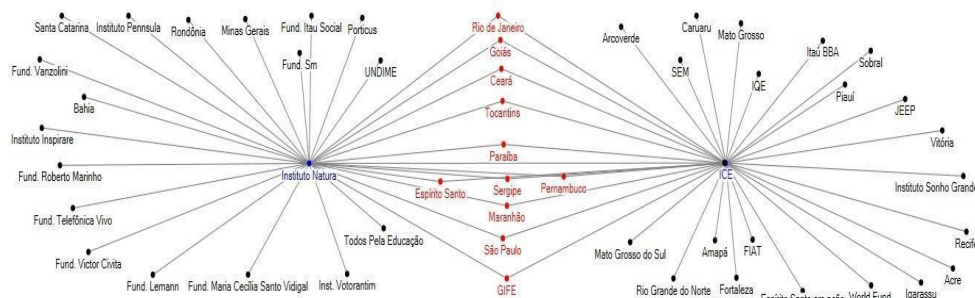 Santa Catarina
Instituto Pennsula
Rondônia
Minas Gerais
Fund. Itau Social
Porticus
Rio de Janeiro
Arcoverde
Caruaru
Mato Grosso
Goiás
Itaú BBA
Sobral
Fund. Vanzolini
Fund. Sm
UNDIME
Ceará
SEM
IQE
Piauí
Bahia
Tocantins
JEEP
Instituto Inspirare
Vitória
Paraíba
Fund. Roberto Marinho
Instituto Natura
Espírito Santo
Sergipe
Pernambuco
ICE
Instituto Sonho Grande
Fund. Telefônica Vivo
Maranhão
Todos Pela Educação
São Paulo
Recife
Fund. Victor Civita
Mato Grosso do Sul
Amapá
FIAT
Fund. Lemann
Fund. Maria Cecília Santo Vidigal
Inst. Votorantim
GIFE
Rio Grande do Norte
Fortaleza
World Fund
Igarassu
Acre